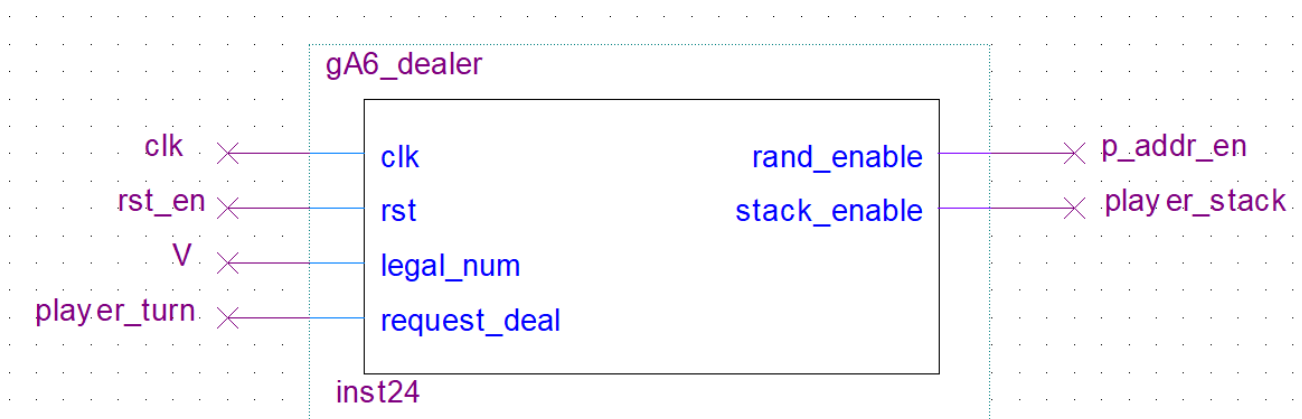 gA6_dealer
clk clk rand_enable p_addr_en
rst_en rst stack_enable player_stack
V legal_num
player_turn request_deal
inst24